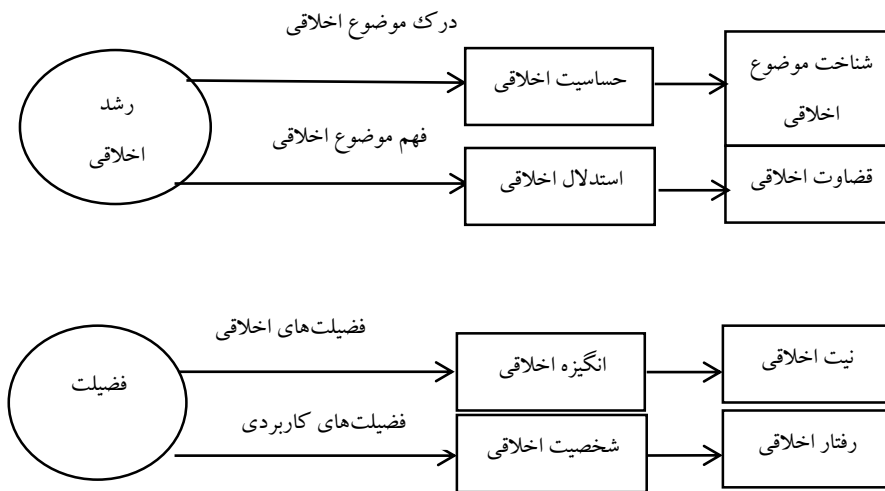 درک موضوع اخلاقی
رشد
اخلاقی
حساسیت اخلاقی
شناخت موضوع
اخلاقی
فهم موضوع اخلاقی
استدلال اخلاقی
قضاوت اخلاقی
فضیلت‌های اخلاقی
فضیلت
انگیزه اخلاقی
نیت اخلاقی
فضیلت‌های کاربردی
شخصیت اخلاقی
رفتار اخلاقی